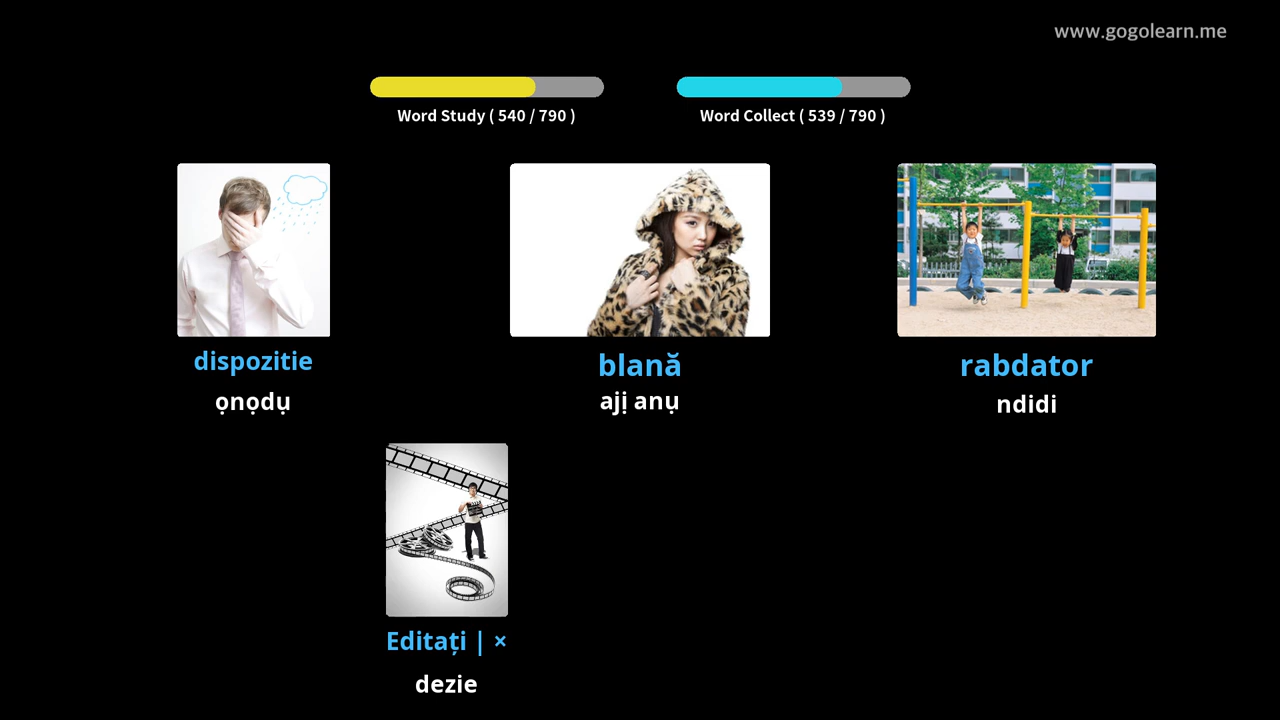 www.gogolearn.me
Word Study ( 540 / 790 )
Word Collect ( 539 / 790 )
dispozitie
ọnọdụ
blană
ajị anụ
rabdator
ndidi
Editați | ×
dezie